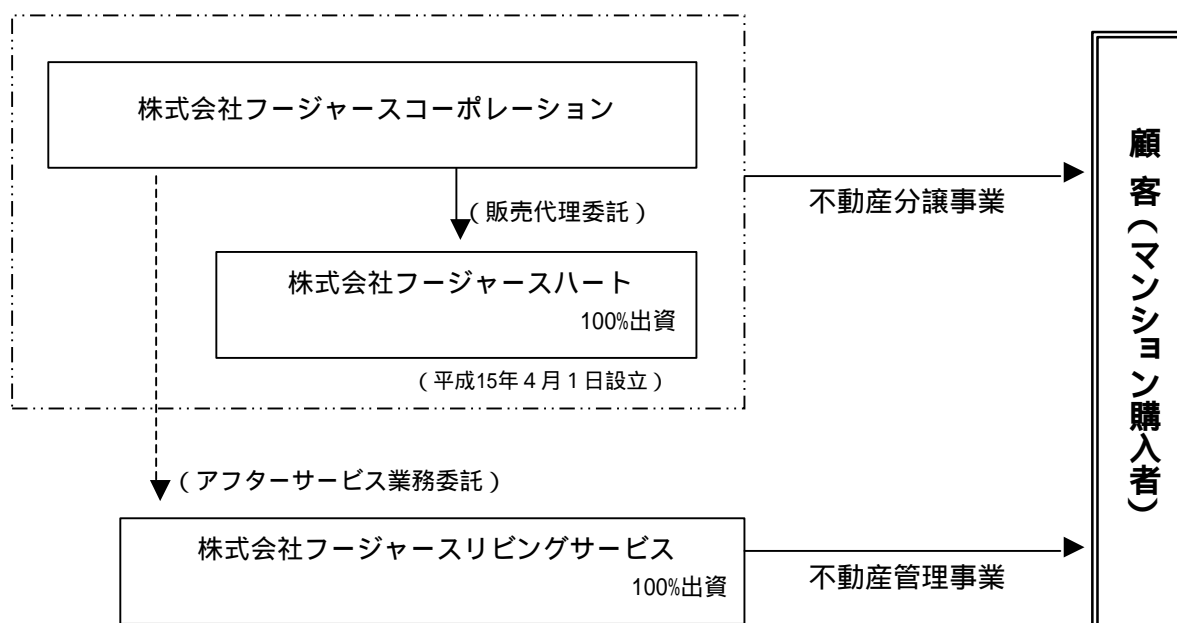 株式会社フージャースコーポレーション
(販売代理委託)
株式会社フージャースハート
100%出資
(平成15年4月1日設立)
不動産分譲事業
(アフターサービス業務委託)
株式会社フージャースリビングサービス
100%出資
不動産管理事業
顧客(マンション購入者)